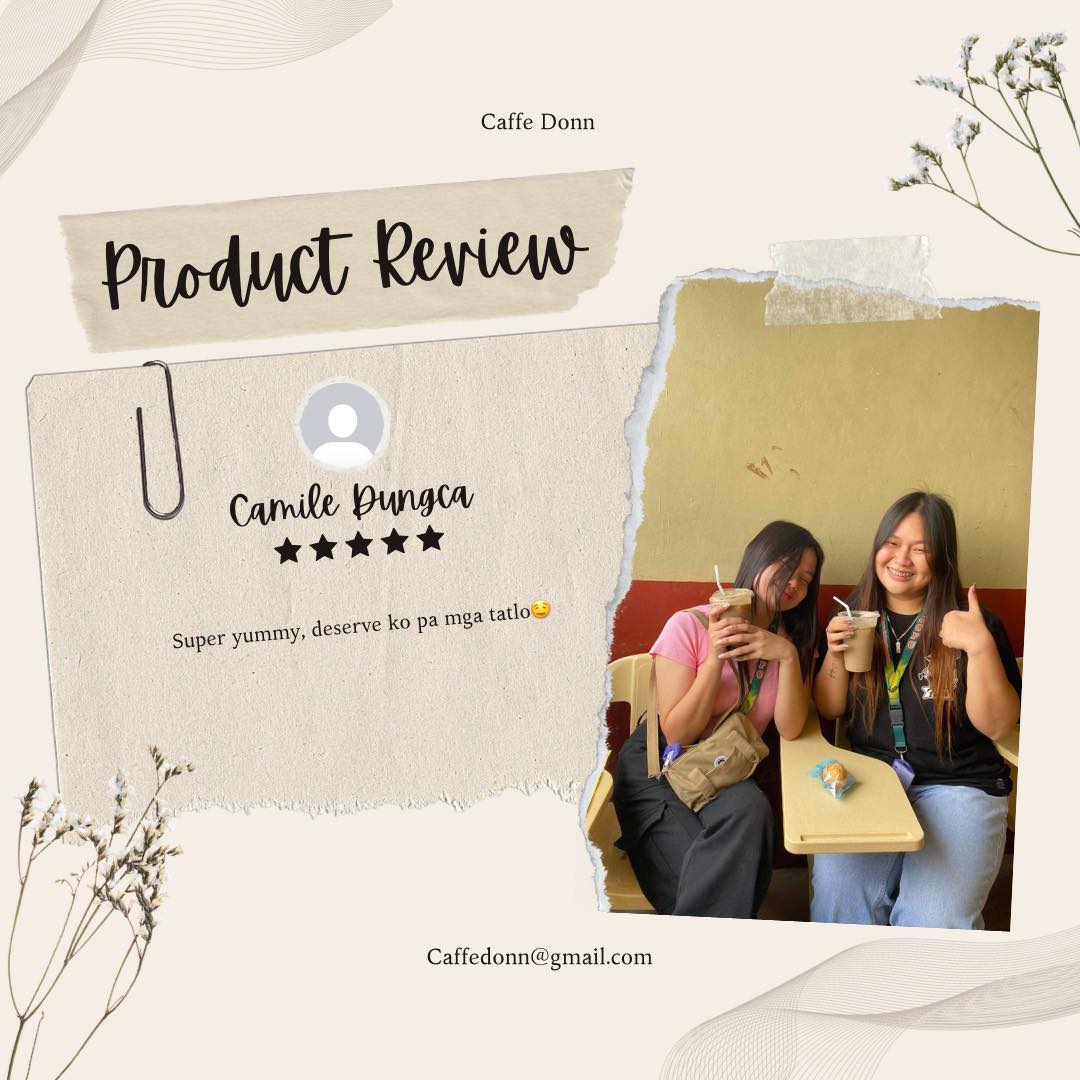 Caffe Donn
Product Review
Camile Dungca
Super yummy, deserve ko pa mga tatlo🤤
Caffedonn@gmail.com